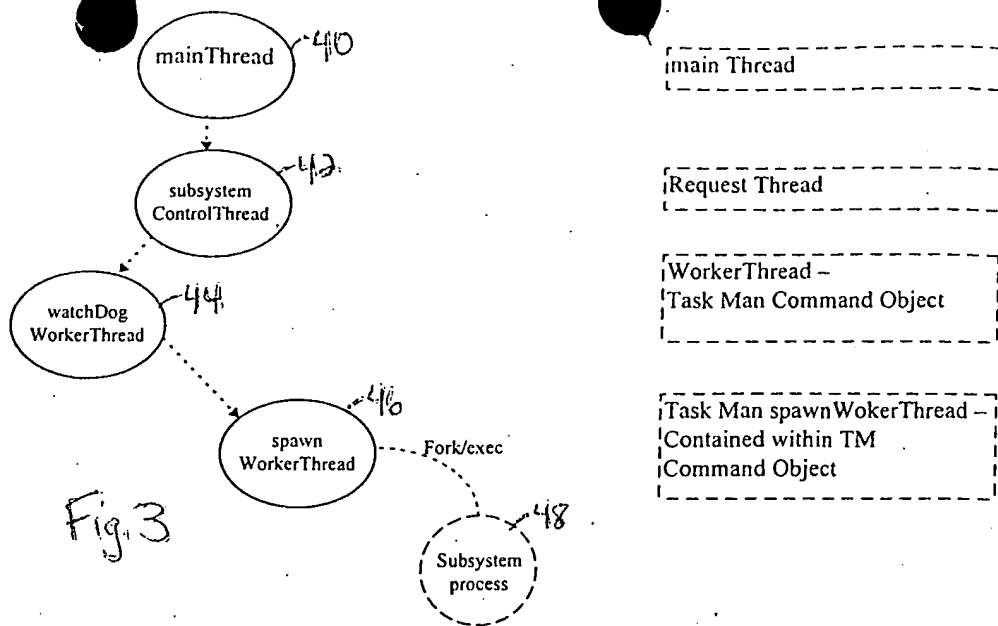 mainThread
40
main Thread
subsystem
ControlThread
42
Request Thread
watchDog
WorkerThread
44
WorkerThread –
Task Man Command Object
spawn
WorkerThread
46
Fork/exec
Task Man spawnWokerThread –
Contained within TM
Command Object
Fig. 3
Subsystem
process
48